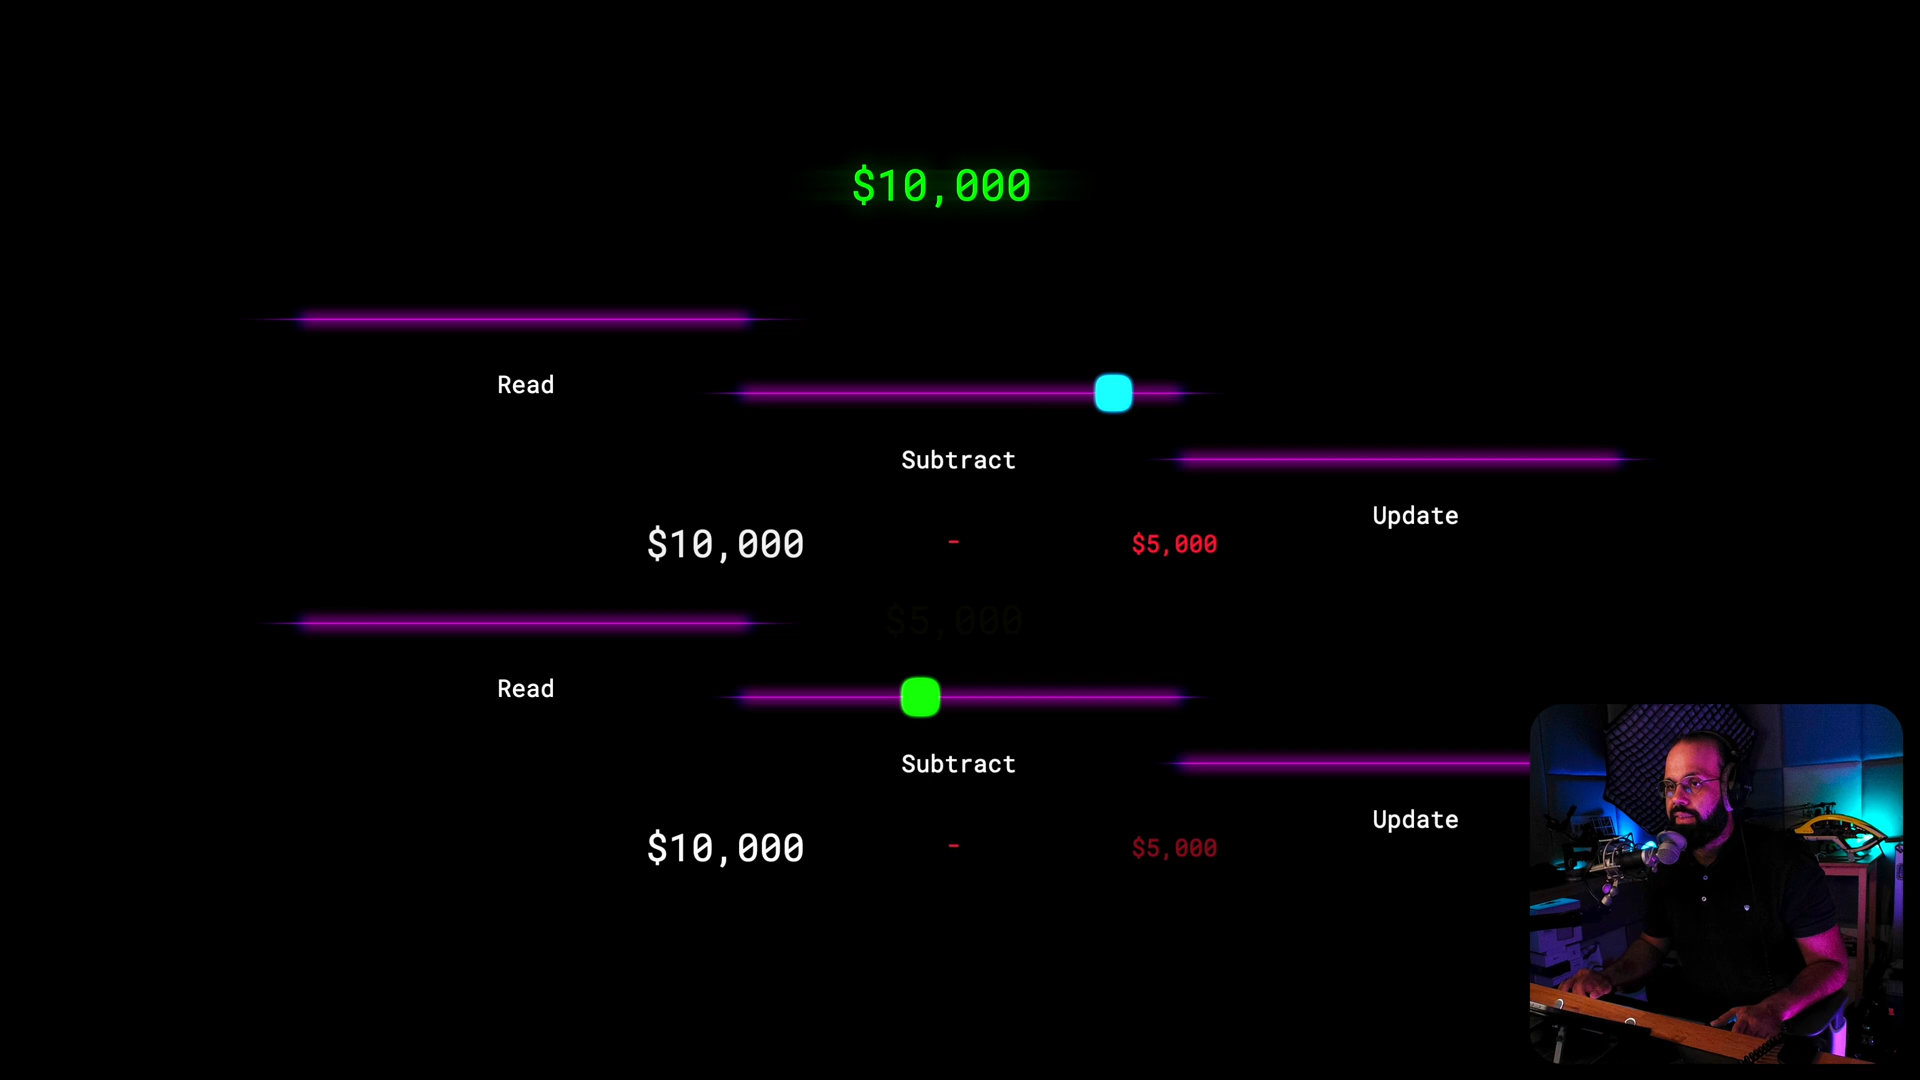 $10,000
Read
Subtract
Update
$10,000 - $5,000
$5,000
Read
Subtract
Update
$10,000 - $5,000